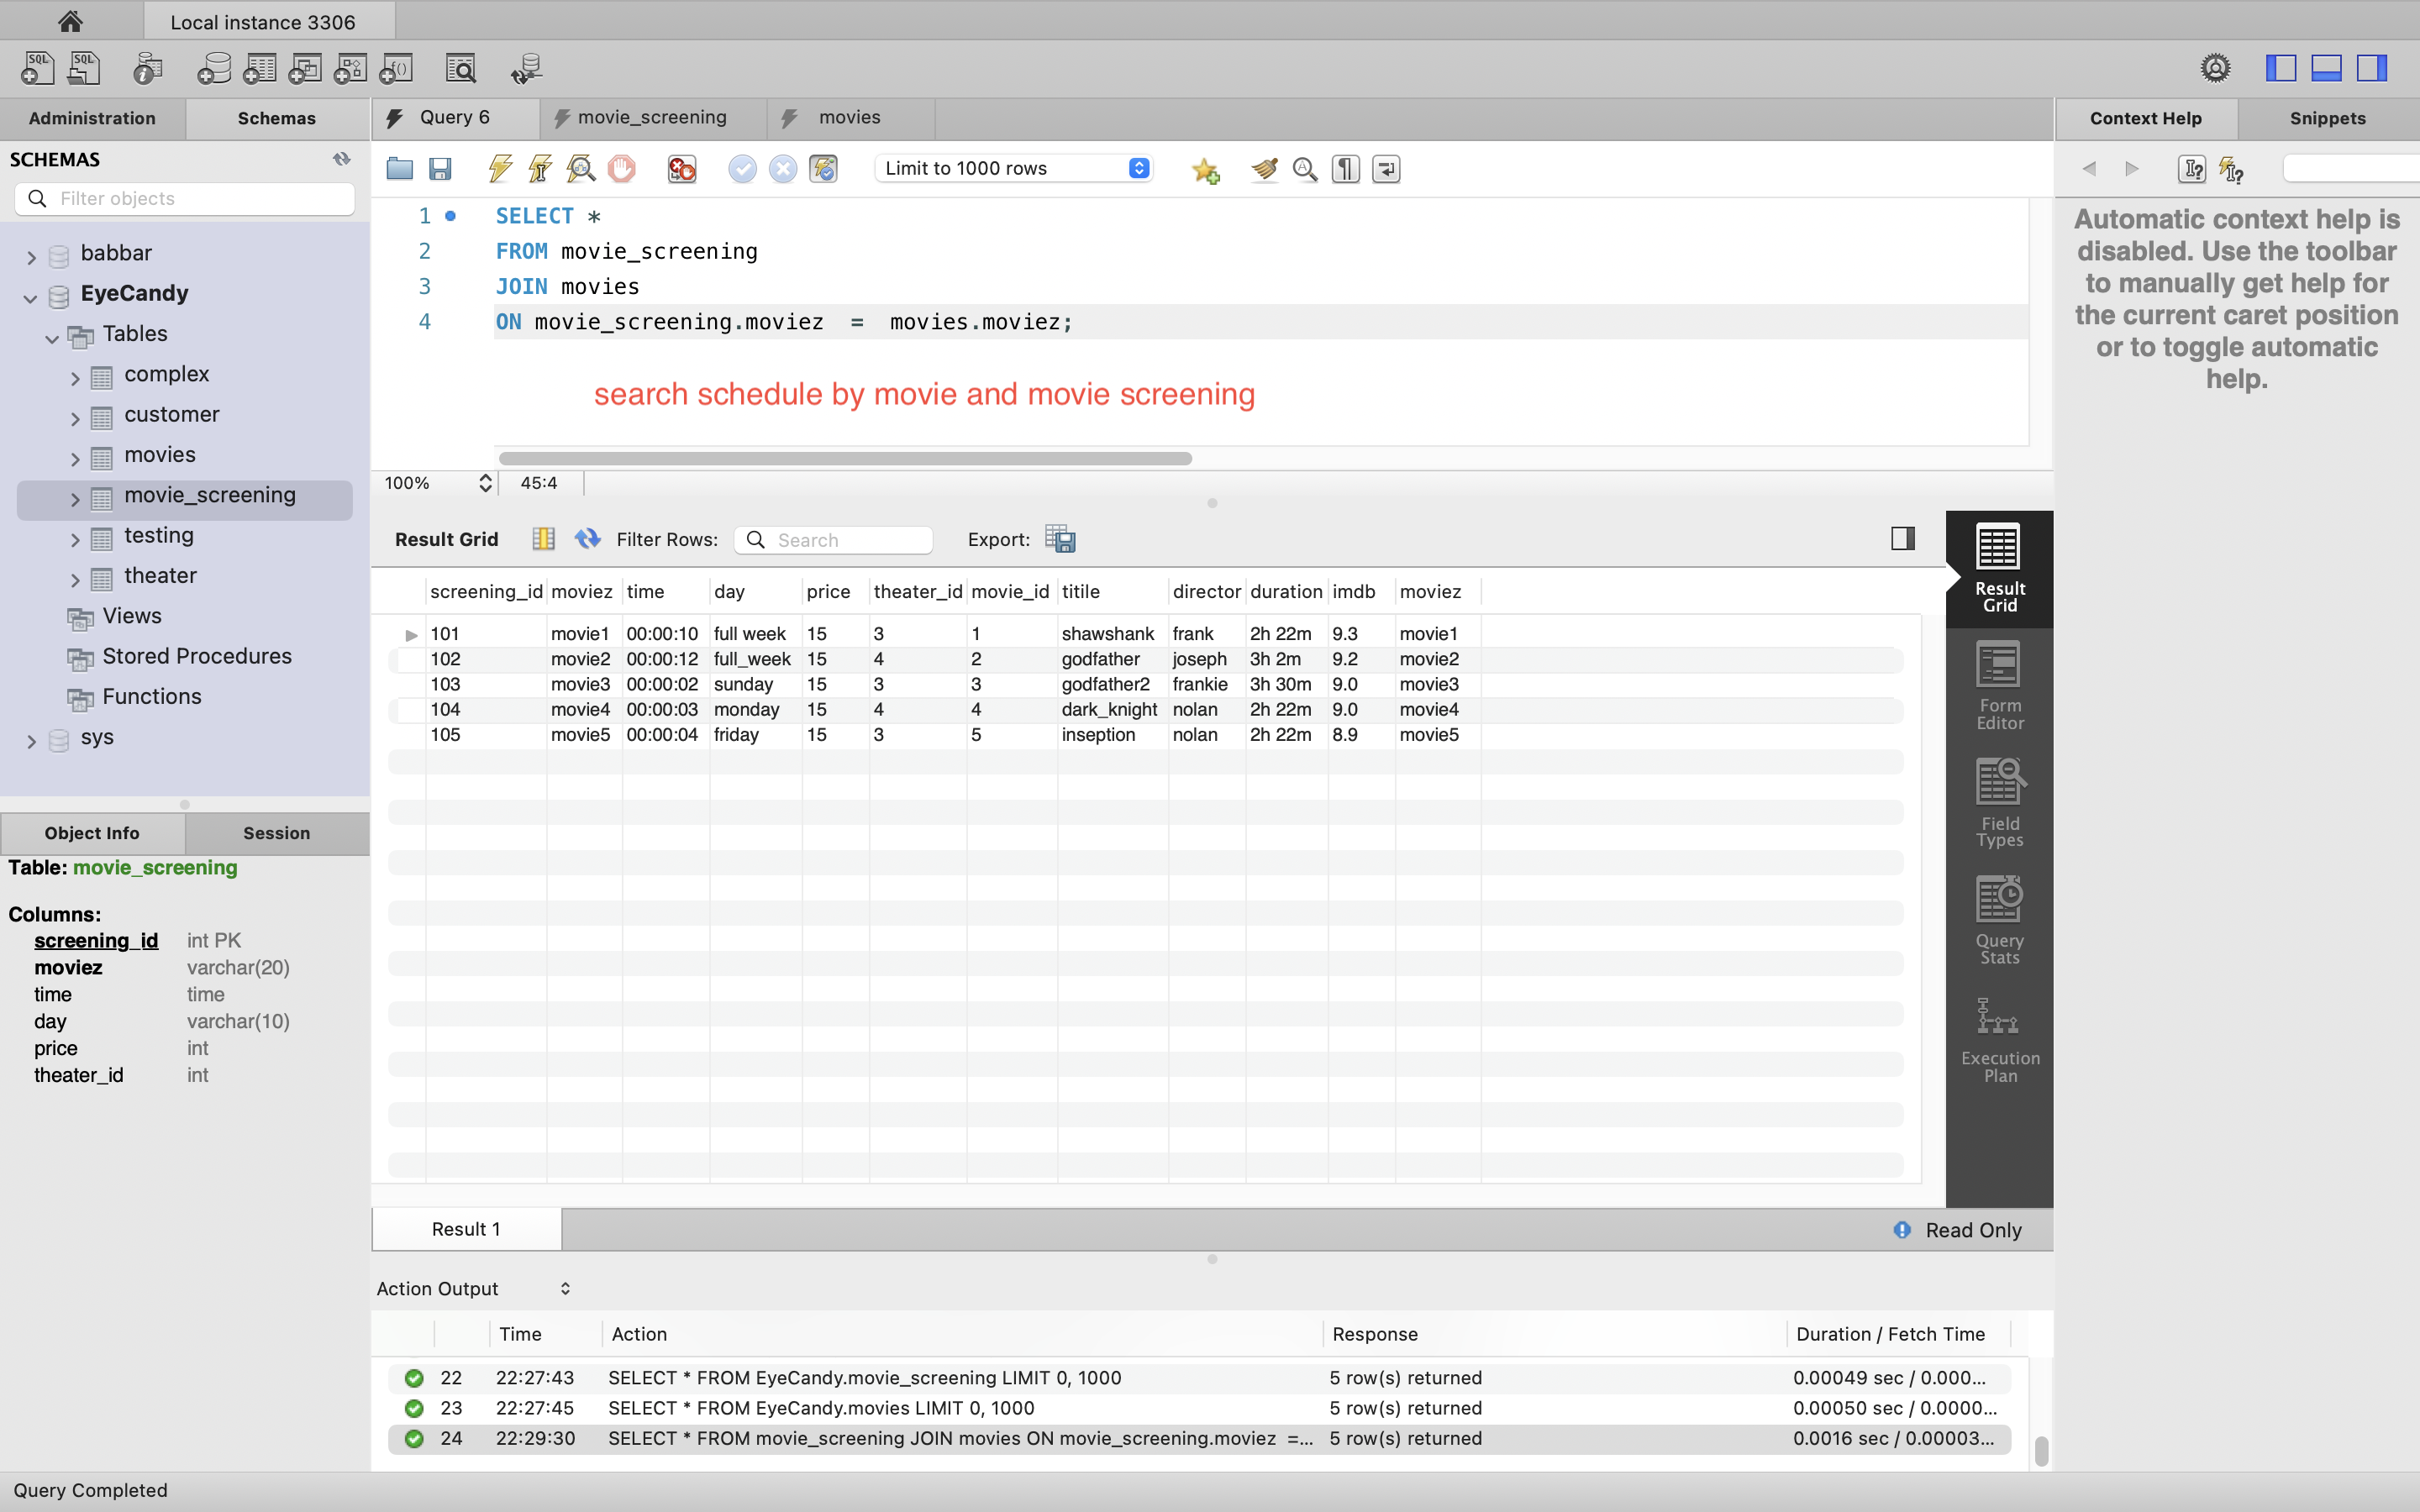 Local instance 3306
Administration Schemas
SCHEMAS
Filter objects
babbar
EyeCandy
Tables
complex
customer
movies
movie_screening
testing
theater
Views
Stored Procedures
Functions
sys
Object Info Session
Table: movie_screening
Columns:
screening_id int PK
moviez varchar(20)
time time
day varchar(10)
price int
theater_id int
Query 6 movie_screening movies
Limit to 1000 rows
1 SELECT *
2 FROM movie_screening
3 JOIN movies
4 ON movie_screening.moviez = movies.moviez;
search schedule by movie and movie screening
100% 45:4
Result Grid Filter Rows: Search Export:
screening_id moviez time day price theater_id movie_id titile director duration imdb moviez
101 movie1 00:00:10 full week 15 3 1 shawshank frank 2h 22m 9.3 movie1
102 movie2 00:00:12 full_week 15 4 2 godfather joseph 3h 2m 9.2 movie2
103 movie3 00:00:02 sunday 15 3 3 godfather2 frankie 3h 30m 9.0 movie3
104 movie4 00:00:03 monday 15 4 4 dark_knight nolan 2h 22m 9.0 movie4
105 movie5 00:00:04 friday 15 3 5 inseption nolan 2h 22m 8.9 movie5
Result
Grid
Form
Editor
Field
Types
Query
Stats
Execution
Plan
Result 1 Read Only
Action Output
Time Action Response Duration / Fetch Time
22 22:27:43 SELECT * FROM EyeCandy.movie_screening LIMIT 0, 1000 5 row(s) returned 0.00049 sec / 0.000...
23 22:27:45 SELECT * FROM EyeCandy.movies LIMIT 0, 1000 5 row(s) returned 0.00050 sec / 0.0000...
24 22:29:30 SELECT * FROM movie_screening JOIN movies ON movie_screening.moviez =... 5 row(s) returned 0.0016 sec / 0.00003...
Query Completed
Context Help Snippets
Automatic context help is
disabled. Use the toolbar
to manually get help for
the current caret position
or to toggle automatic
help.